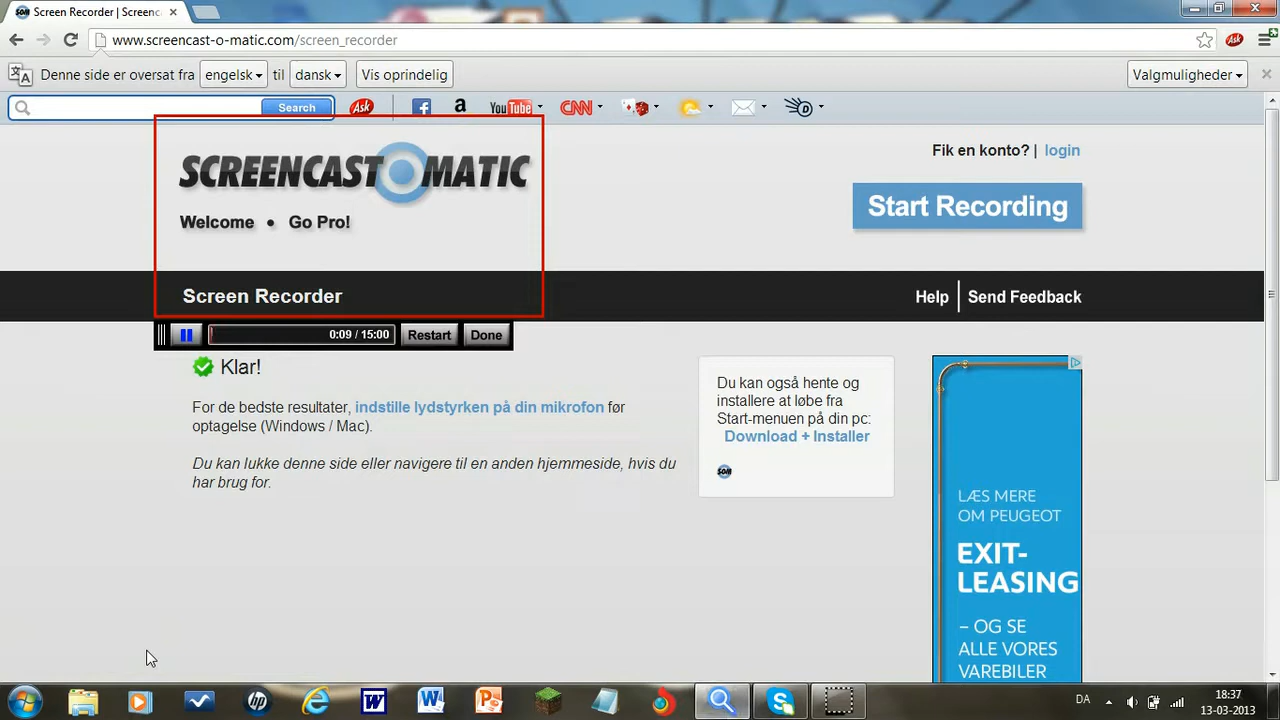 Screen Recorder | Screenc
www.screencast-o-matic.com/screen_recorder
Denne side er oversat fra engelsk til dansk Vis oprindelig Valgmuligheder
Search Ask a YouTube CNN
SCREENCAST MATIC
Fik en konto? | login
Welcome • Go Pro!
Start Recording
Screen Recorder
Help Send Feedback
0:09 / 15:00 Restart Done
Klar!
For de bedste resultater, indstille lydstyrken på din mikrofon før
optagelse (Windows / Mac).
Du kan lukke denne side eller navigere til en anden hjemmeside, hvis du
har brug for.
Du kan også hente og
installere at løbe fra
Start-menuen på din pc:
Download + Installer
SOM
LÆS MERE
OM PEUGEOT
EXIT-
LEASING
– OG SE
ALLE VORES
VAREBILER
DA
18:37
13-03-2013